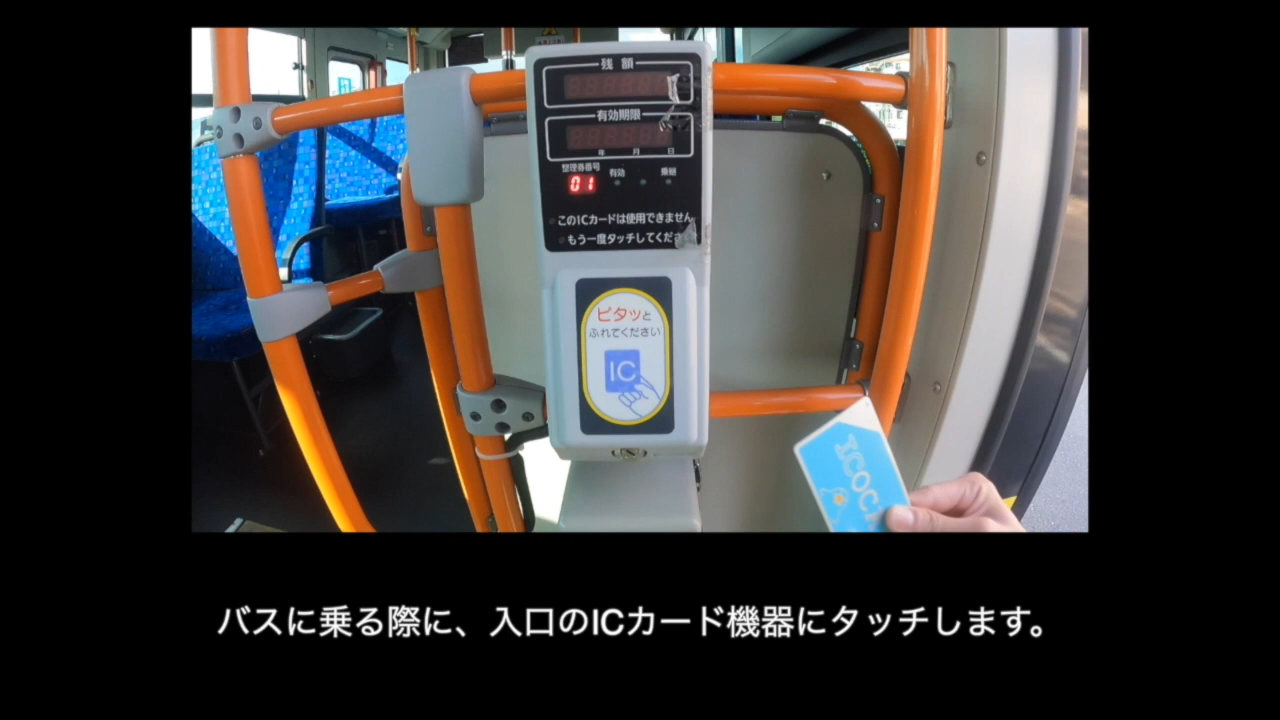 残額
有効期限
年 月 日
整理券番号 有効 乗継
01
このICカードは使用できません
もう一度タッチしてくださ
ピタッと
ふれてください
IC
ICOC
バスに乗る際に、入口のICカード機器にタッチします。